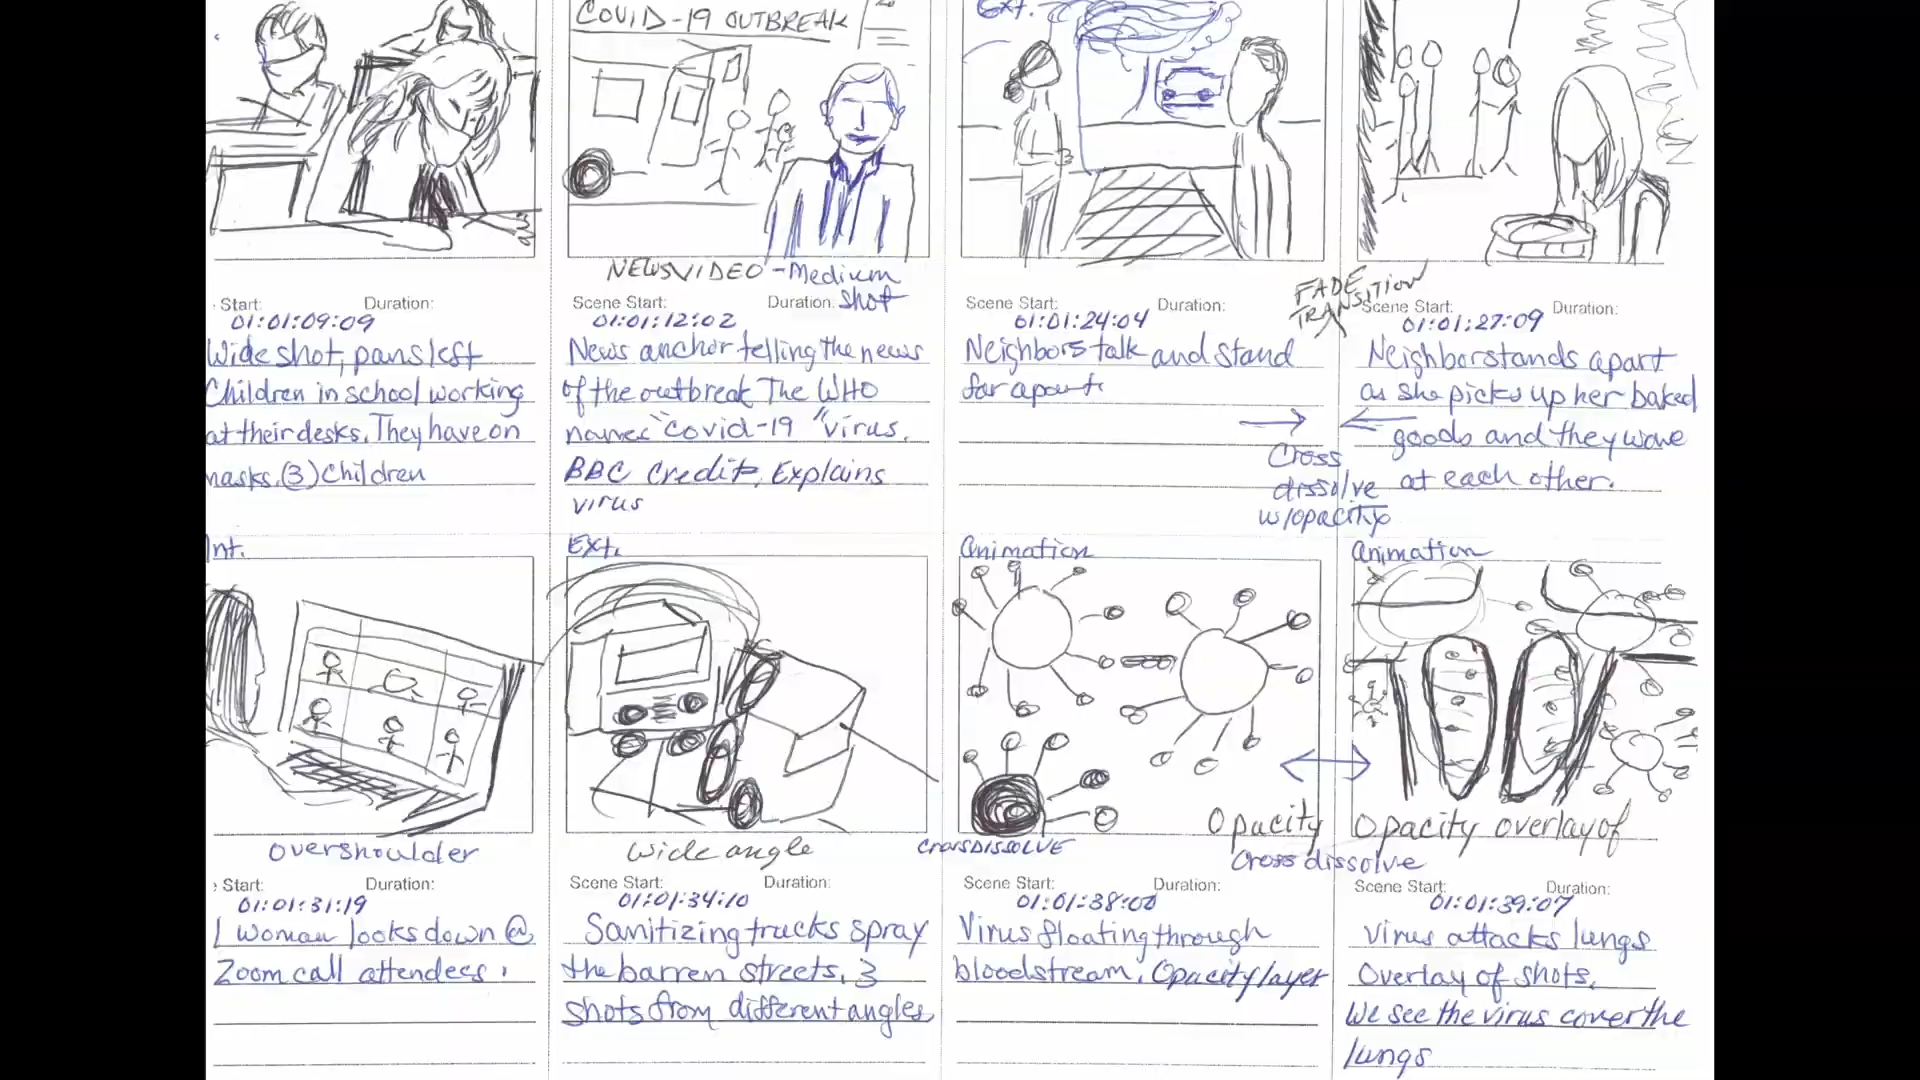 COVID-19 OUTBREAK
Ext.
NEWS VIDEO - Medium
shot
Start:
Duration:
01:01:09:09
Wide shot, pans left
Children in school working
at their desks. They have on
masks. (3) Children
Scene Start:
Duration:
01:01:12:02
News anchor telling the news
of the outbreak The WHO
names "covid-19" virus.
BBC Credit, Explains
virus
Scene Start:
Duration:
01:01:24:04
Neighbors talk and stand
far apart.
FADE
TRANSITION
Cross
dissolve
w/opacity
Scene Start:
Duration:
01:01:27:09
Neighbor stands apart
as she picks up her baked
goods and they wave
at each other.
Int.
Ext.
Animation
Animation
Overshoulder
Wide angle
CROSS DISSOLVE
Opacity
Opacity overlay of
Cross dissolve
Start:
Duration:
01:01:31:19
1 Woman looks down @
Zoom call attendees.
Scene Start:
Duration:
01:01:34:10
Sanitizing trucks spray
the barren streets, 3
shots from different angles
Scene Start:
Duration:
01:01:38:00
Virus floating through
bloodstream. Opacity layer
Scene Start:
Duration:
01:01:39:07
Virus attacks lungs
Overlay of shots.
We see the virus cover the
lungs